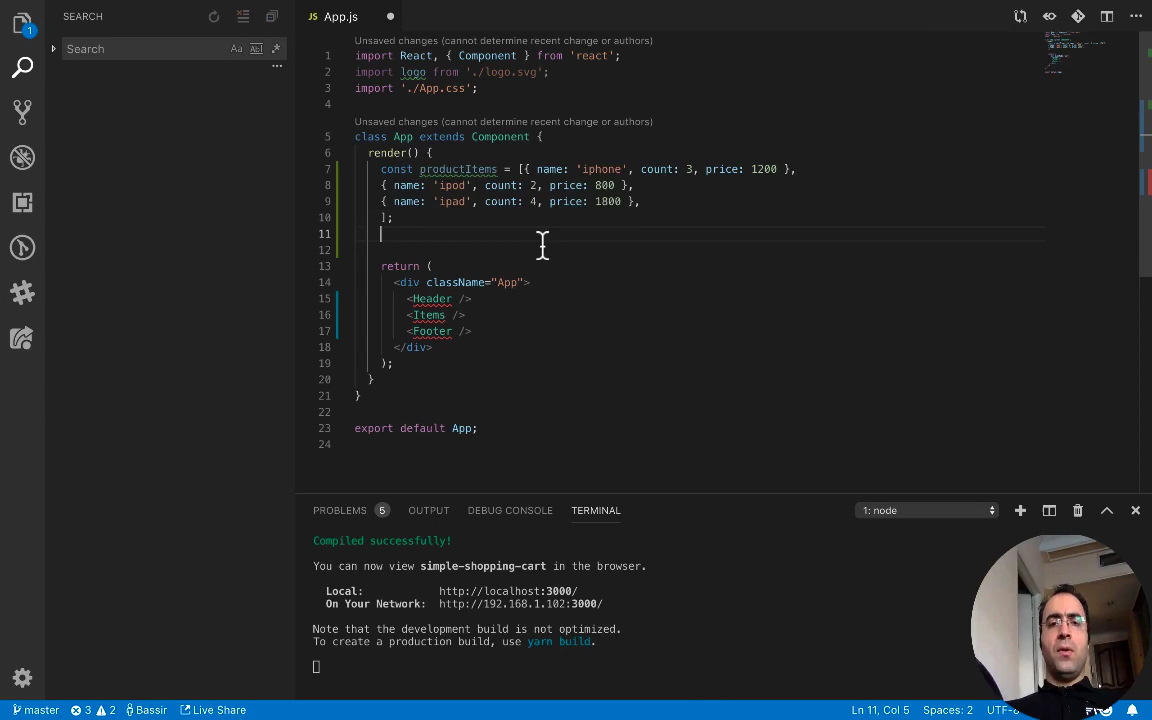 SEARCH
JS App.js
1
Search
Aa Abl .*
Unsaved changes (cannot determine recent change or authors)
1 import React, { Component } from 'react';
2 import logo from './logo.svg';
3 import './App.css';
4
Unsaved changes (cannot determine recent change or authors)
5 class App extends Component {
6 render() {
7 const productItems = [{ name: 'iphone', count: 3, price: 1200 },
8 { name: 'ipod', count: 2, price: 800 },
9 { name: 'ipad', count: 4, price: 1800 },
10 ];
11
12
13 return (
14 <div className="App">
15 <Header />
16 <Items />
17 <Footer />
18 </div>
19 );
20 }
21 }
22
23 export default App;
24
PROBLEMS 5 OUTPUT DEBUG CONSOLE TERMINAL 1: node
Compiled successfully!
You can now view simple-shopping-cart in the browser.
Local: http://localhost:3000/
On Your Network: http://192.168.1.102:3000/
Note that the development build is not optimized.
To create a production build, use yarn build.
master 3 2 Bassir Live Share Ln 11, Col 5 Spaces: 2